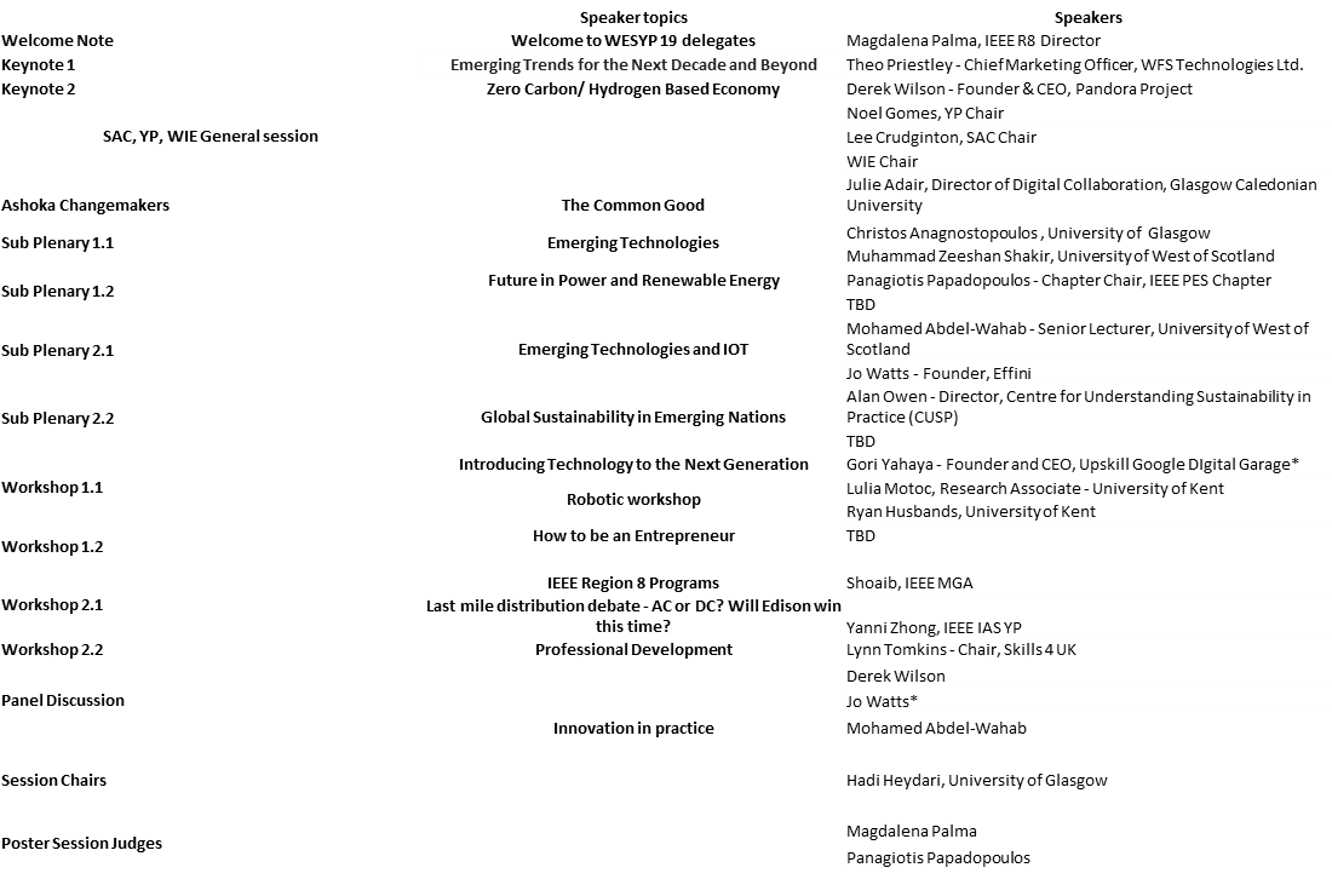 Speaker topics Speakers
Welcome Note Welcome to WESYP 19 delegates Magdalena Palma, IEEE R8 Director
Keynote 1 Emerging Trends for the Next Decade and Beyond Theo Priestley - Chief Marketing Officer, WFS Technologies Ltd.
Keynote 2 Zero Carbon/ Hydrogen Based Economy Derek Wilson - Founder & CEO, Pandora Project
Noel Gomes, YP Chair
SAC, YP, WIE General session Lee Crudginton, SAC Chair
WIE Chair
Julie Adair, Director of Digital Collaboration, Glasgow Caledonian
Ashoka Changemakers The Common Good University
Christos Anagnostopoulos , University of Glasgow
Sub Plenary 1.1 Emerging Technologies
Muhammad Zeeshan Shakir, University of West of Scotland
Future in Power and Renewable Energy Panagiotis Papadopoulos - Chapter Chair, IEEE PES Chapter
Sub Plenary 1.2
TBD
Mohamed Abdel-Wahab - Senior Lecturer, University of West of
Sub Plenary 2.1 Emerging Technologies and IOT Scotland
Jo Watts - Founder, Effini
Alan Owen - Director, Centre for Understanding Sustainability in
Sub Plenary 2.2 Global Sustainability in Emerging Nations Practice (CUSP)
TBD
Introducing Technology to the Next Generation Gori Yahaya - Founder and CEO, Upskill Google DIgital Garage*
Workshop 1.1 Lulia Motoc, Research Associate - University of Kent
Robotic workshop
Ryan Husbands, University of Kent
How to be an Entrepreneur TBD
Workshop 1.2
IEEE Region 8 Programs Shoaib, IEEE MGA
Workshop 2.1 Last mile distribution debate - AC or DC? Will Edison win
this time? Yanni Zhong, IEEE IAS YP
Workshop 2.2 Professional Development Lynn Tomkins - Chair, Skills 4 UK
Derek Wilson
Panel Discussion Jo Watts*
Innovation in practice Mohamed Abdel-Wahab
Session Chairs Hadi Heydari, University of Glasgow
Magdalena Palma
Poster Session Judges
Panagiotis Papadopoulos